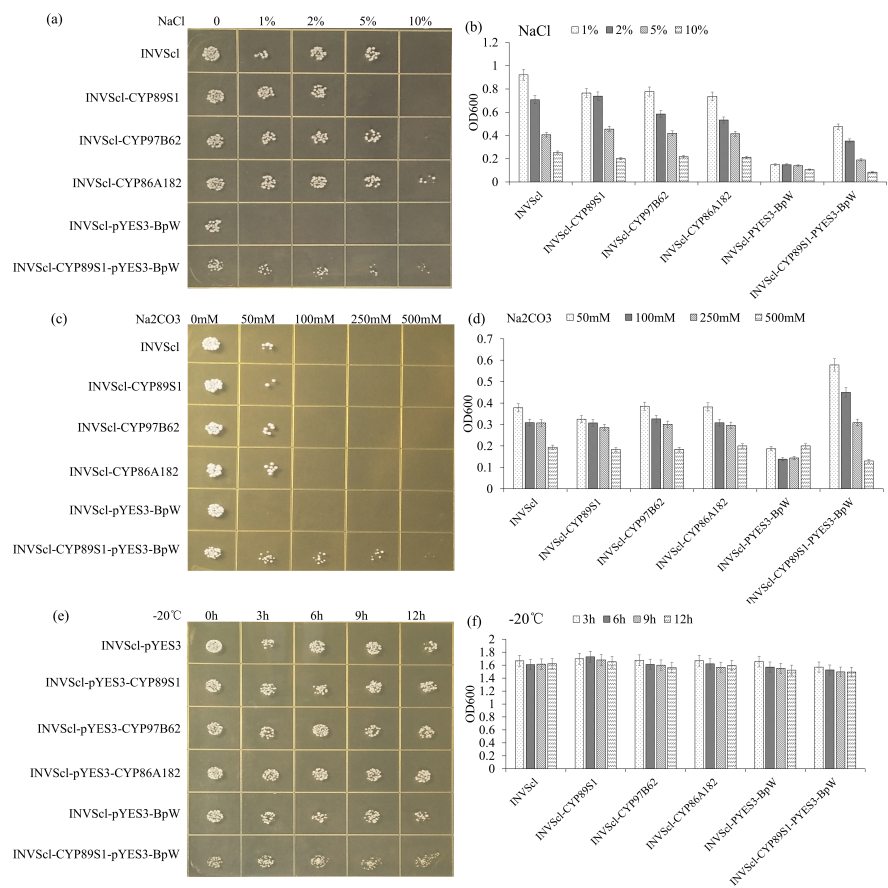 (a)
NaCl 0 1% 2% 5% 10%
INVScl
INVScl-CYP89S1
INVScl-CYP97B62
INVScl-CYP86A182
INVScl-pYES3-BpW
INVScl-CYP89S1-pYES3-BpW
(b)
NaCl 1% 2% 5% 10%
OD600
1.2
1
0.8
0.6
0.4
0.2
0
INVScl
INVScl-CYP89S1
INVScl-CYP97B62
INVScl-CYP86A182
INVScl-PYES3-BpW
INVScl-CYP89S1-PYES3-BpW
(c)
Na2CO3 0mM 50mM 100mM 250mM 500mM
INVScl
INVScl-CYP89S1
INVScl-CYP97B62
INVScl-CYP86A182
INVScl-pYES3-BpW
INVScl-CYP89S1-pYES3-BpW
(d)
Na2CO3 50mM 100mM 250mM 500mM
OD600
0.7
0.6
0.5
0.4
0.3
0.2
0.1
0
INVScl
INVScl-CYP89S1
INVScl-CYP97B62
INVScl-CYP86A182
INVScl-PYES3-BpW
INVScl-CYP89S1-PYES3-BpW
(e)
-20℃ 0h 3h 6h 9h 12h
INVScl-pYES3
INVScl-pYES3-CYP89S1
INVScl-pYES3-CYP97B62
INVScl-pYES3-CYP86A182
INVScl-pYES3-BpW
INVScl-CYP89S1-pYES3-BpW
(f)
-20℃ 3h 6h 9h 12h
OD600
2
1.8
1.6
1.4
1.2
1
0.8
0.6
0.4
0.2
0
INVScl
INVScl-CYP89S1
INVScl-CYP97B62
INVScl-CYP86A182
INVScl-PYES3-BpW
INVScl-CYP89S1-PYES3-BpW